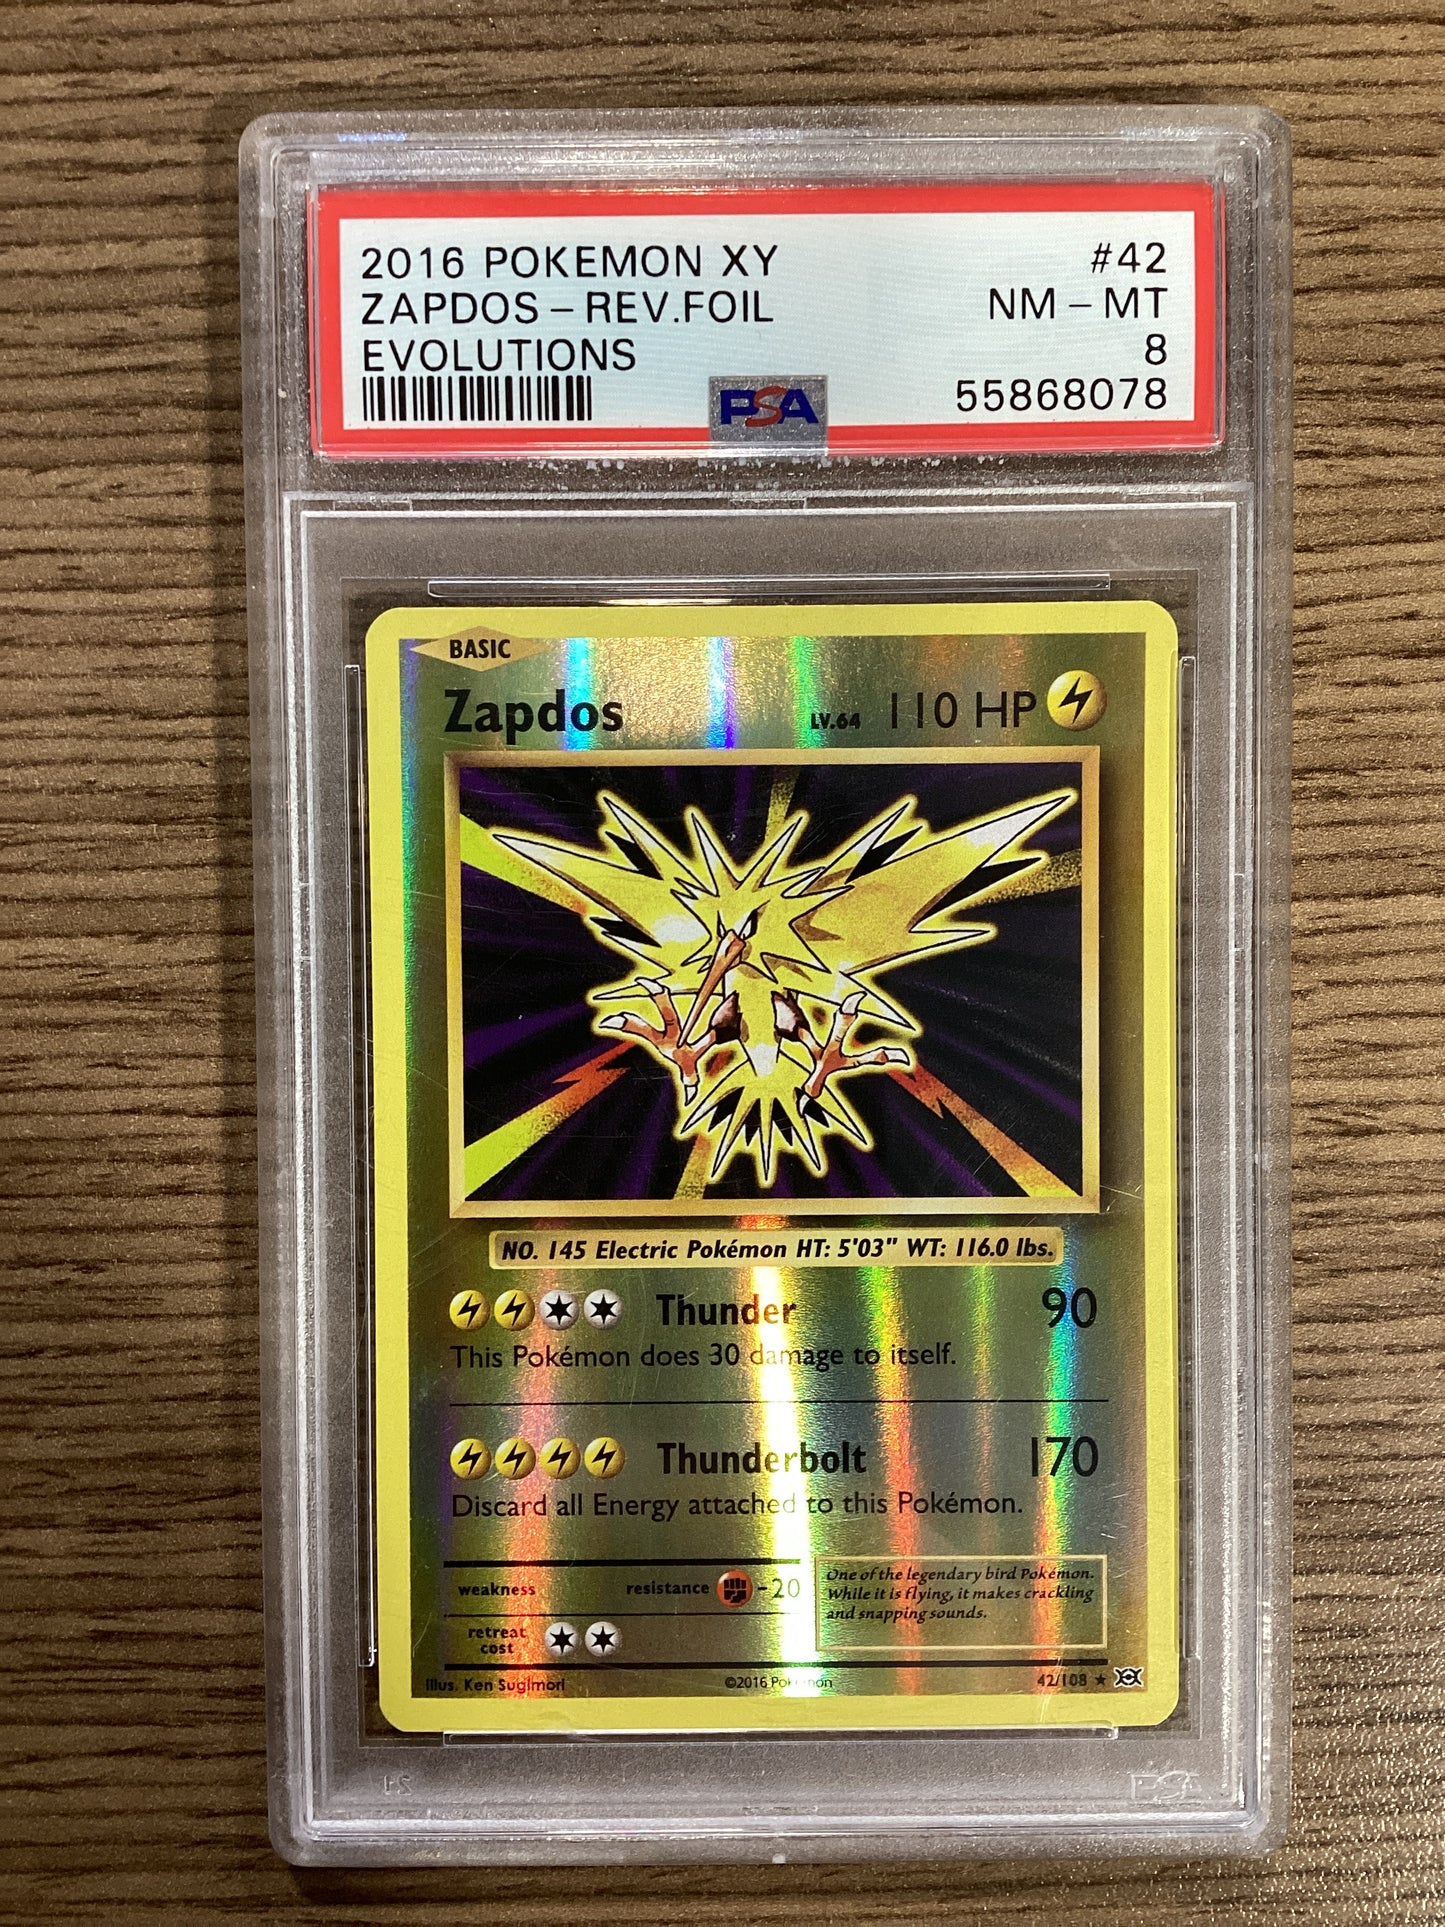 2016 POKEMON XY #42
ZAPDOS-REV.FOIL NM-MT
EVOLUTIONS 8
PSA 55868078
BASIC
Zapdos LV.64 110 HP
NO. 145 Electric Pokémon HT: 5'03" WT: 116.0 lbs.
Thunder 90
This Pokémon does 30 damage to itself.
Thunderbolt 170
Discard all Energy attached to this Pokémon.
weakness resistance -20
retreat
cost
One of the legendary bird Pokémon.
While it is flying, it makes crackling
and snapping sounds.
Illus. Ken Sugimori ©2016 Pokémon 42/108